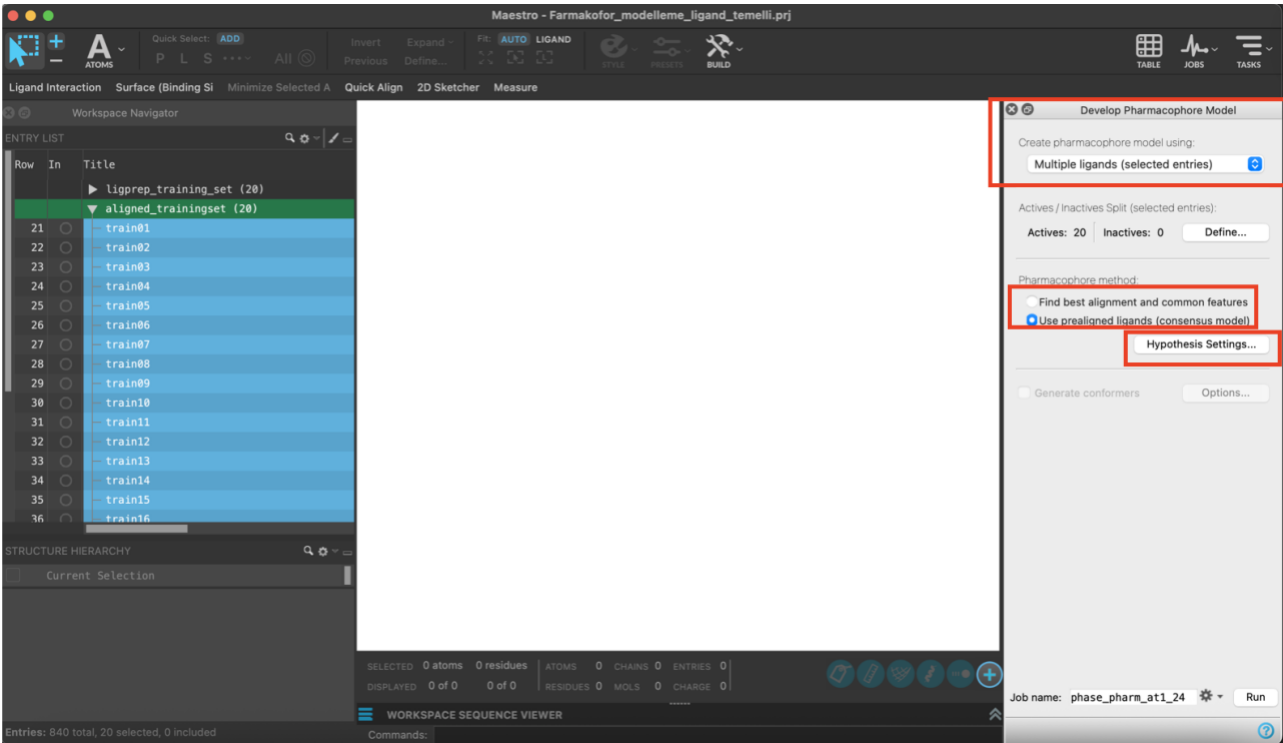 Maestro - Farmakofor_modelleme_ligand_temelli.prj
Quick Select: ADD
Invert Expand
Fit: AUTO LIGAND
P L S All
Previous Define...
ATOMS
STYLE PRESETS BUILD
TABLE JOBS TASKS
Ligand Interaction Surface (Binding Si Minimize Selected A Quick Align 2D Sketcher Measure
Workspace Navigator
ENTRY LIST
Row In Title
ligprep_training_set (20)
aligned_trainingset (20)
21 train01
22 train02
23 train03
24 train04
25 train05
26 train06
27 train07
28 train08
29 train09
30 train10
31 train11
32 train12
33 train13
34 train14
35 train15
36 train16
STRUCTURE HIERARCHY
Current Selection
Entries: 840 total, 20 selected, 0 included
SELECTED 0 atoms 0 residues ATOMS 0 CHAINS 0 ENTRIES 0
DISPLAYED 0 of 0 0 of 0 RESIDUES 0 MOLS 0 CHARGE 0
WORKSPACE SEQUENCE VIEWER
Commands:
Develop Pharmacophore Model
Create pharmacophore model using:
Multiple ligands (selected entries)
Actives / Inactives Split (selected entries):
Actives: 20 Inactives: 0 Define...
Pharmacophore method:
Find best alignment and common features
Use prealigned ligands (consensus model)
Hypothesis Settings...
Generate conformers Options...
Job name: phase_pharm_at1_24 Run